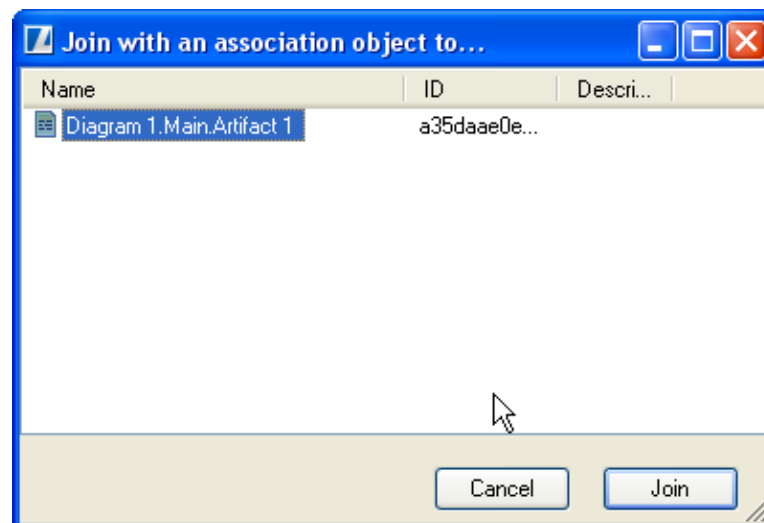 Join with an association object to...
Name ID Descri...
Diagram 1.Main.Artifact 1 a35daae0e...
Cancel Join